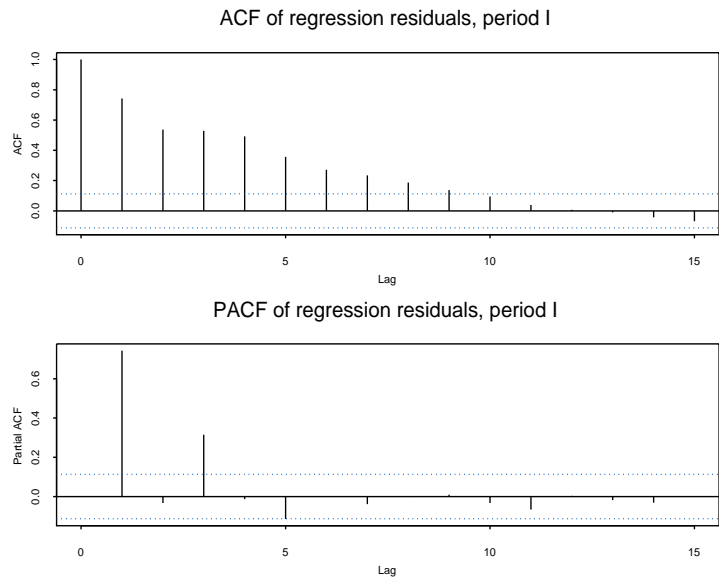 ACF of regression residuals, period I
1.0
0.8
0.6
0.4
0.2
0.0
ACF
0 5 10 15
Lag
PACF of regression residuals, period I
0.6
0.4
0.2
0.0
Partial ACF
0 5 10 15
Lag